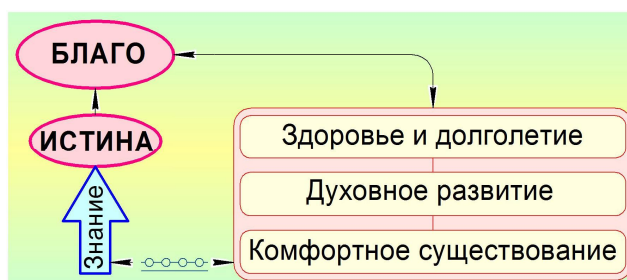 БЛАГО
ИСТИНА
Знание
Здоровье и долголетие
Духовное развитие
Комфортное существование